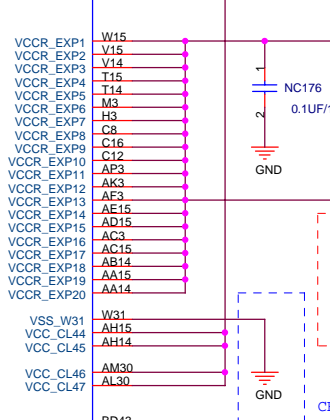 VCCR_EXP1 W15
VCCR_EXP2 V15
VCCR_EXP3 V14
VCCR_EXP4 T15
VCCR_EXP5 T14
VCCR_EXP6 M3
VCCR_EXP7 H3
VCCR_EXP8 C8
VCCR_EXP9 C16
VCCR_EXP10 C12
VCCR_EXP11 AP3
VCCR_EXP12 AK3
VCCR_EXP13 AF3
VCCR_EXP14 AE15
VCCR_EXP15 AD15
VCCR_EXP16 AC3
VCCR_EXP17 AC15
VCCR_EXP18 AB14
VCCR_EXP19 AA15
VCCR_EXP20 AA14
VSS_W31 W31
VCC_CL44 AH15
VCC_CL45 AH14
VCC_CL46 AM30
VCC_CL47 AL30
1
NC176
0.1UF/
2
GND
GND